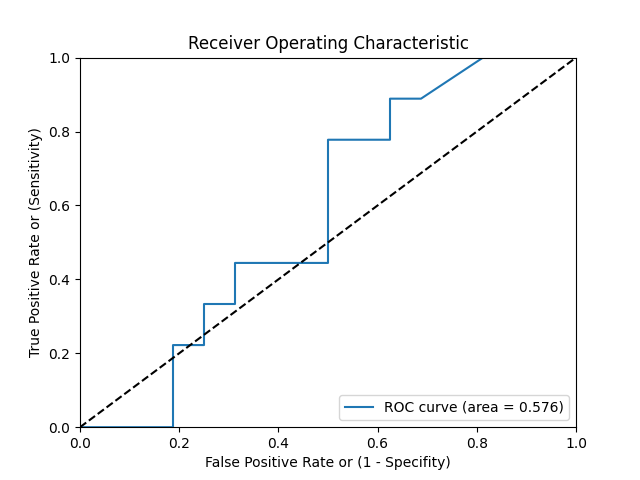 Receiver Operating Characteristic
1.0
0.8
0.6
0.4
0.2
0.0
True Positive Rate or (Sensitivity)
ROC curve (area = 0.576)
0.0 0.2 0.4 0.6 0.8 1.0
False Positive Rate or (1 - Specifity)